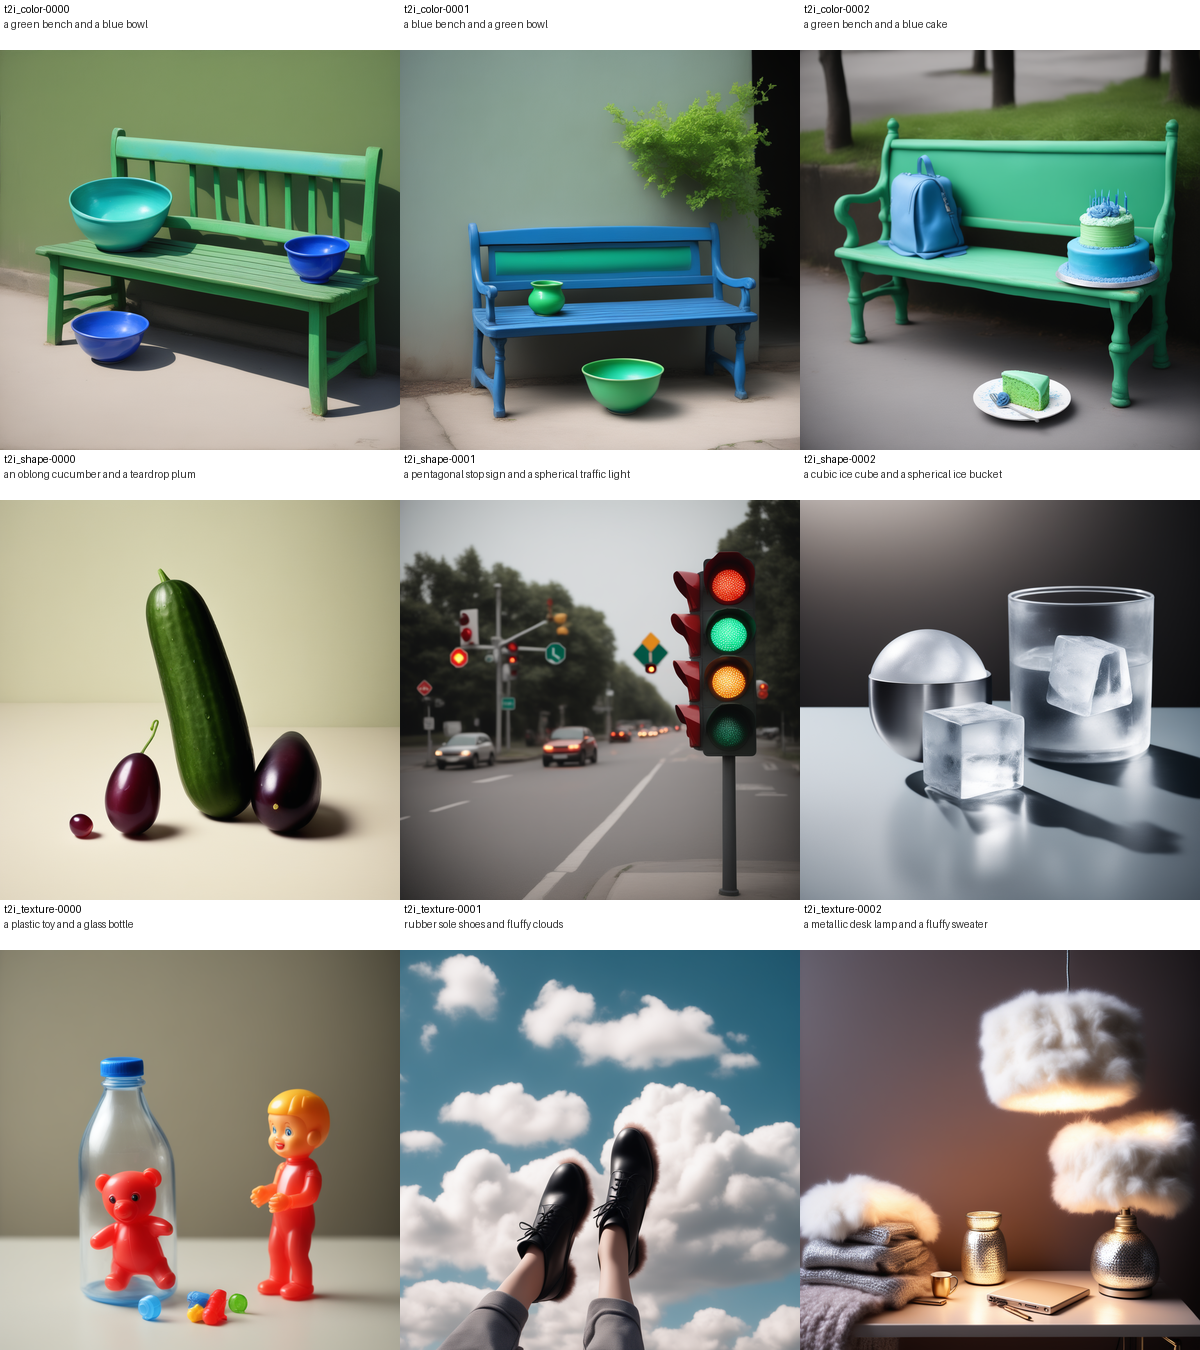 t2i_color-0000
a green bench and a blue bowl
t2i_color-0001
a blue bench and a green bowl
t2i_color-0002
a green bench and a blue cake
t2i_shape-0000
an oblong cucumber and a teardrop plum
t2i_shape-0001
a pentagonal stop sign and a spherical traffic light
t2i_shape-0002
a cubic ice cube and a spherical ice bucket
t2i_texture-0000
a plastic toy and a glass bottle
t2i_texture-0001
rubber sole shoes and fluffy clouds
t2i_texture-0002
a metallic desk lamp and a fluffy sweater